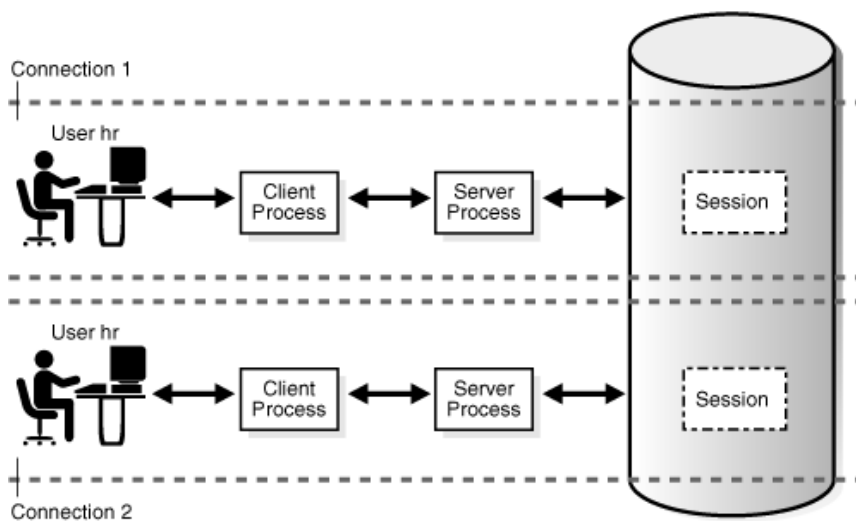 Connection 1
User hr
Client
Process
Server
Process
Session
User hr
Client
Process
Server
Process
Session
Connection 2